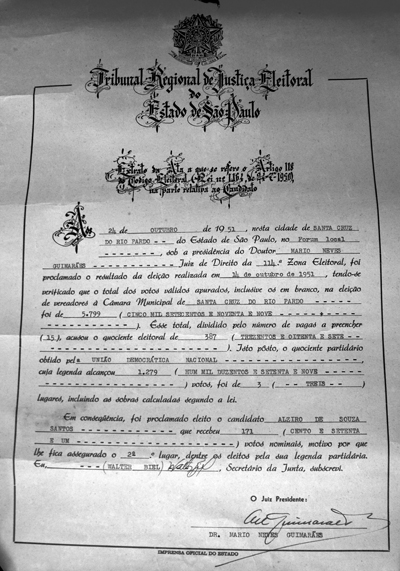 Tribunal Regional de Justiça Eleitoral
do
Estado de São Paulo
Extrato da Ata a que se refere o Artigo 118
do Codigo Eleitoral (Lei nº 1.164, de 24-7-1950)
na parte relativa ao Candidato
Aos 24 de OUTUBRO de 1951, nesta cidade de SANTA CRUZ
DO RIO PARDO -- do Estado de São Paulo, no Forum local
- - - - - - - -, sob a presidência do Doutor MARIO NEVES
GUIMARÃES - - - - - - - - - Juiz de Direito da 114.ª Zona Eleitoral, foi
proclamado o resultado da eleição realizada em 14 de outubro de 1951, tendo-se
verificado que o total dos votos válidos apurados, inclusive os em branco, na eleição
de vereadores à Câmara Municipal de SANTA CRUZ DO RIO PARDO - - - -
foi de 5.799 ( CINCO MIL SETECENTOS E NOVENTA E NOVE - - - - - -
- - - - - - - - - - - ). Esse total, dividido pelo número de vagas a preencher
(15), acusou o quociente eleitoral de 387 ( TREZENTOS E OITENTA E SETE
- - - - - - - - - - - - - - - - ). Isto pôsto, o quociente partidário
obtido pela UNIÃO DEMOCRÁTICA NACIONAL - - - - - - - - - - - -
cuja legenda alcançou 1.279 ( HUM MIL DUZENTOS E SETENTA E NOVE - - -
- - - - - - - - - - - - - - - ) votos, foi de 3 ( -- TREIS -- )
lugares, incluindo as sobras calculadas segundo a lei.
Em conseqüência, foi proclamado eleito o candidato ALZIRO DE SOUZA
SANTOS - - - - - - - - - que recebeu 171 ( CENTO E SETENTA
E UM - - - - - - - - - - - - - ) votos nominais, motivo por que
lhe fica assegurado o 2º lugar, dentre os eleitos pela sua legenda partidária.
Eu, - - - - (WALTER BIEL) , Secretário da Junta, subscrevi.
O Juiz Presidente:
DR. MARIO NEVES GUIMARÃES
IMPRENSA OFICIAL DO ESTADO